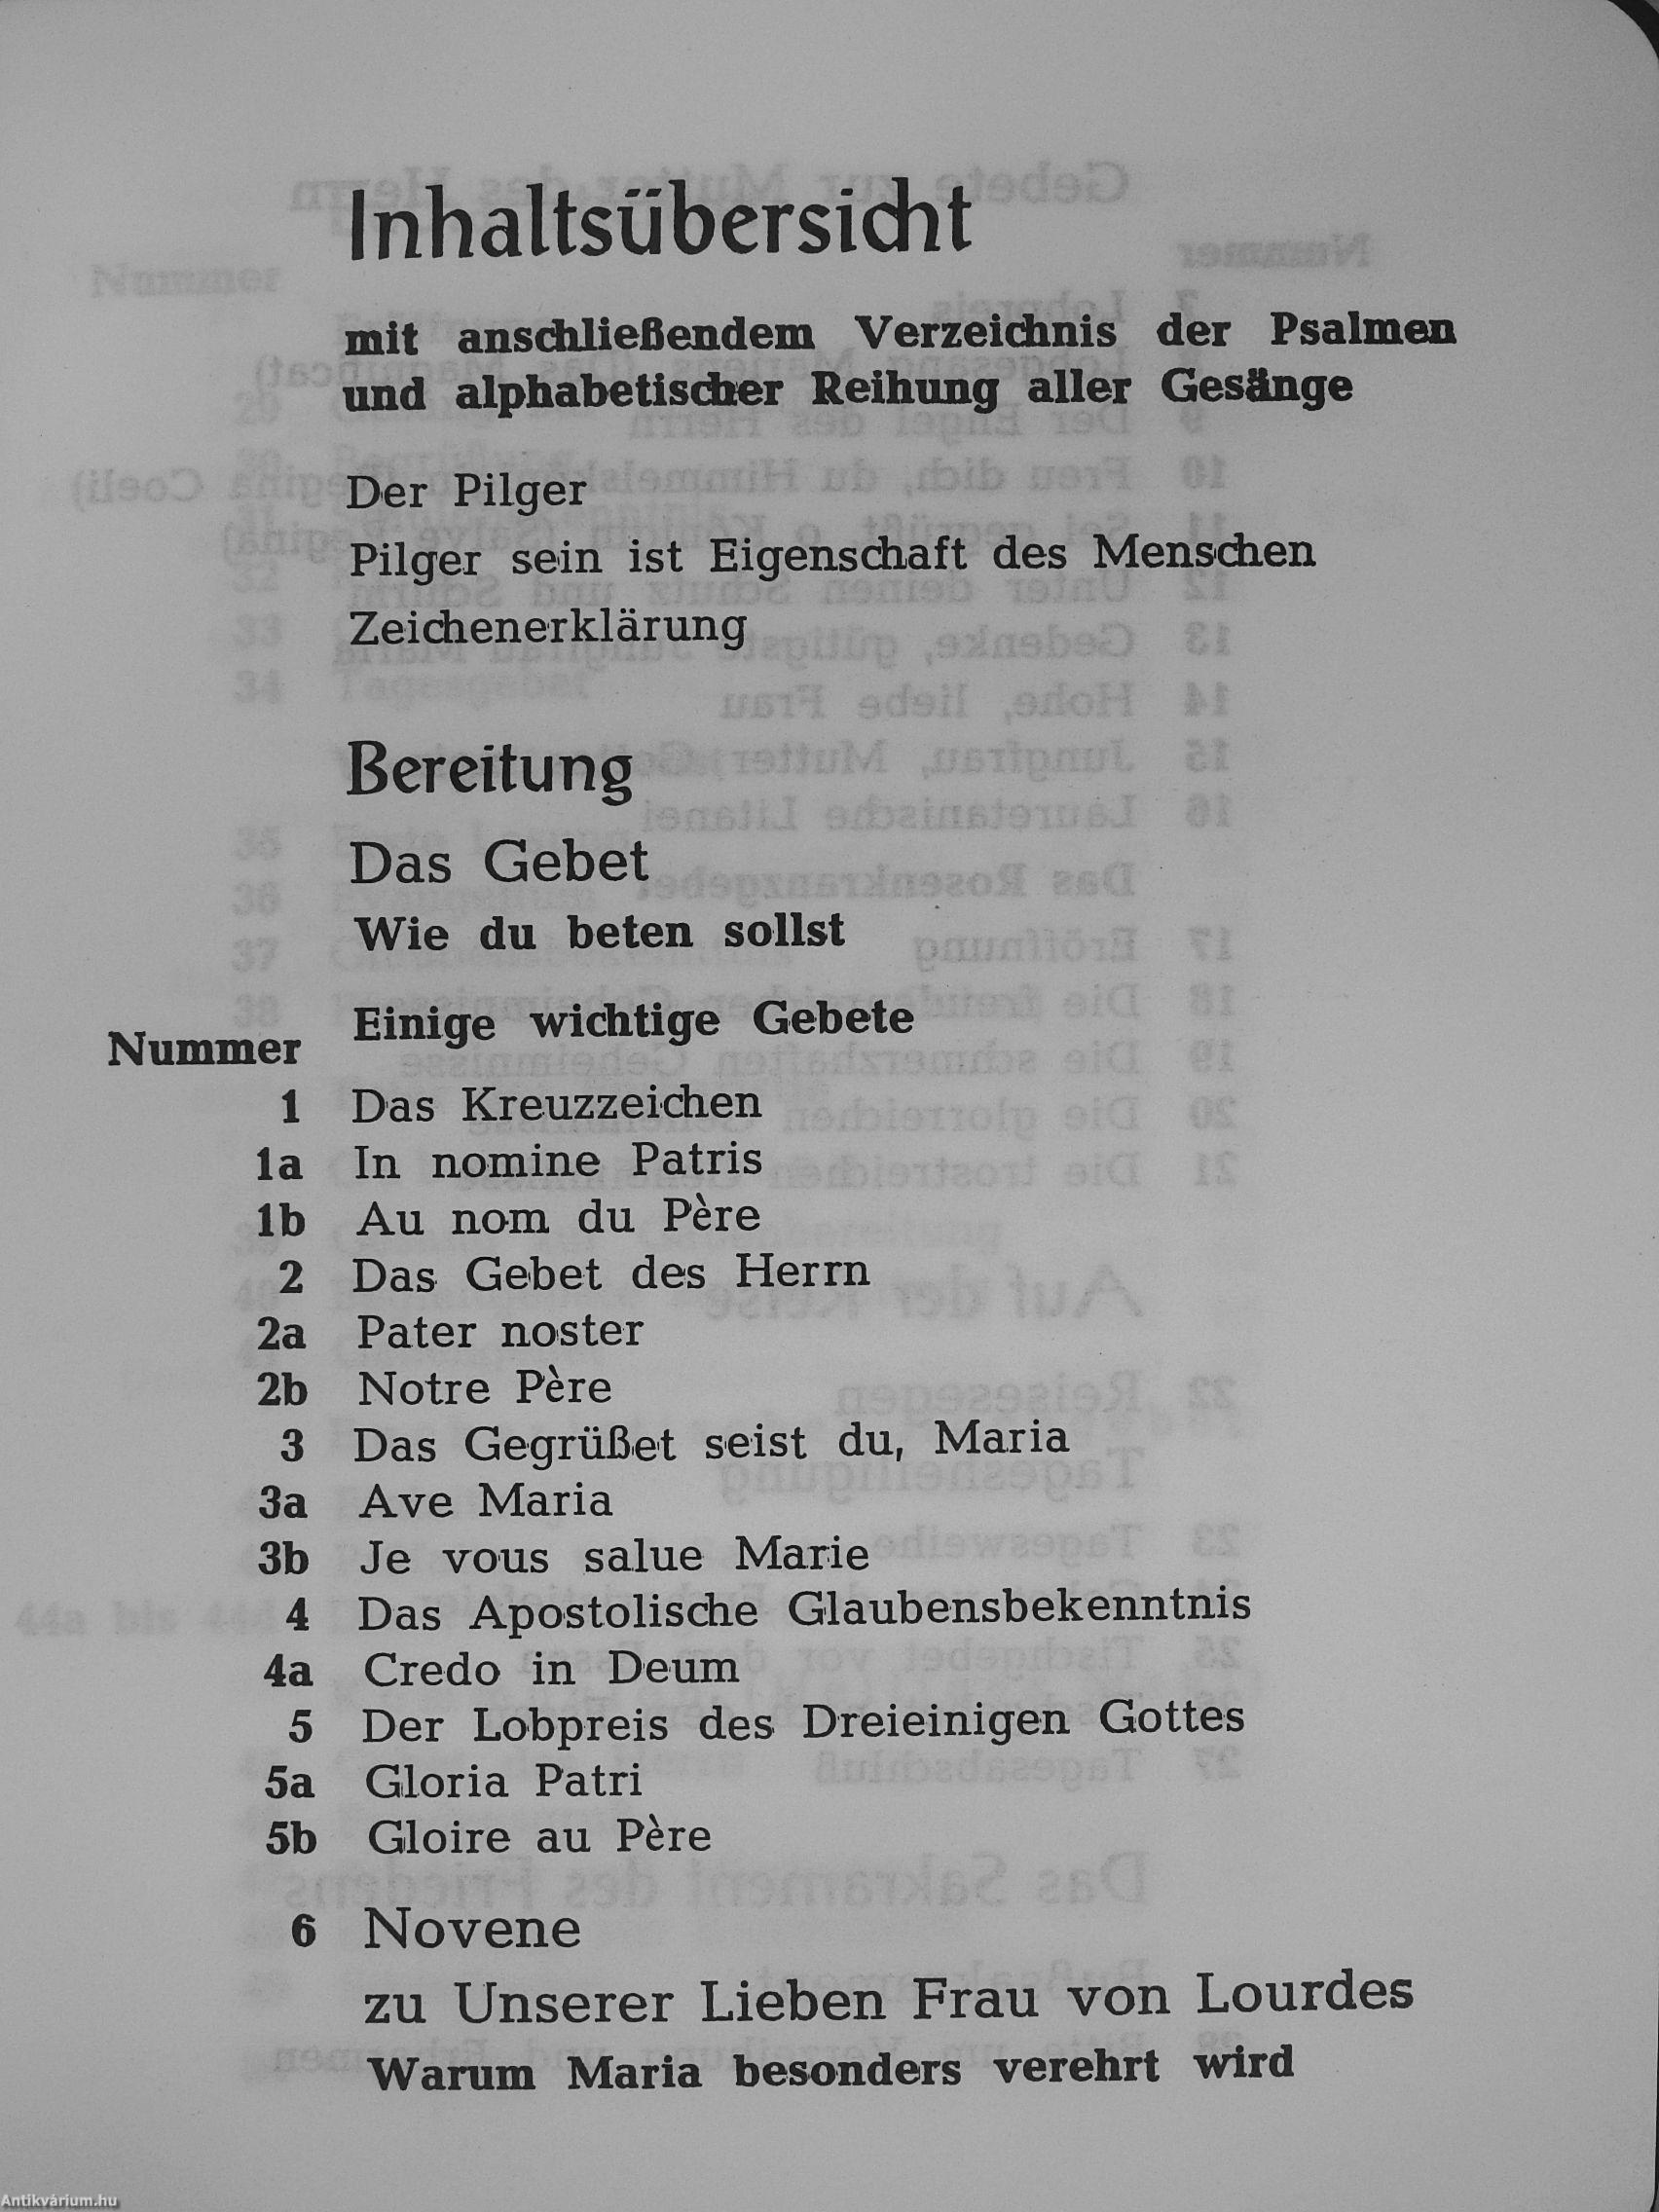 Inhaltsübersicht
mit anschließendem Verzeichnis der Psalmen
und alphabetischer Reihung aller Gesänge
Der Pilger
Pilger sein ist Eigenschaft des Menschen
Zeichenerklärung
Bereitung
Das Gebet
Wie du beten sollst
Einige wichtige Gebete
Nummer
1 Das Kreuzzeichen
1a In nomine Patris
1b Au nom du Père
2 Das Gebet des Herrn
2a Pater noster
2b Notre Père
3 Das Gegrüßet seist du, Maria
3a Ave Maria
3b Je vous salue Marie
4 Das Apostolische Glaubensbekenntnis
4a Credo in Deum
5 Der Lobpreis des Dreieinigen Gottes
5a Gloria Patri
5b Gloire au Père
6 Novene
zu Unserer Lieben Frau von Lourdes
Warum Maria besonders verehrt wird
Antikvárium.hu